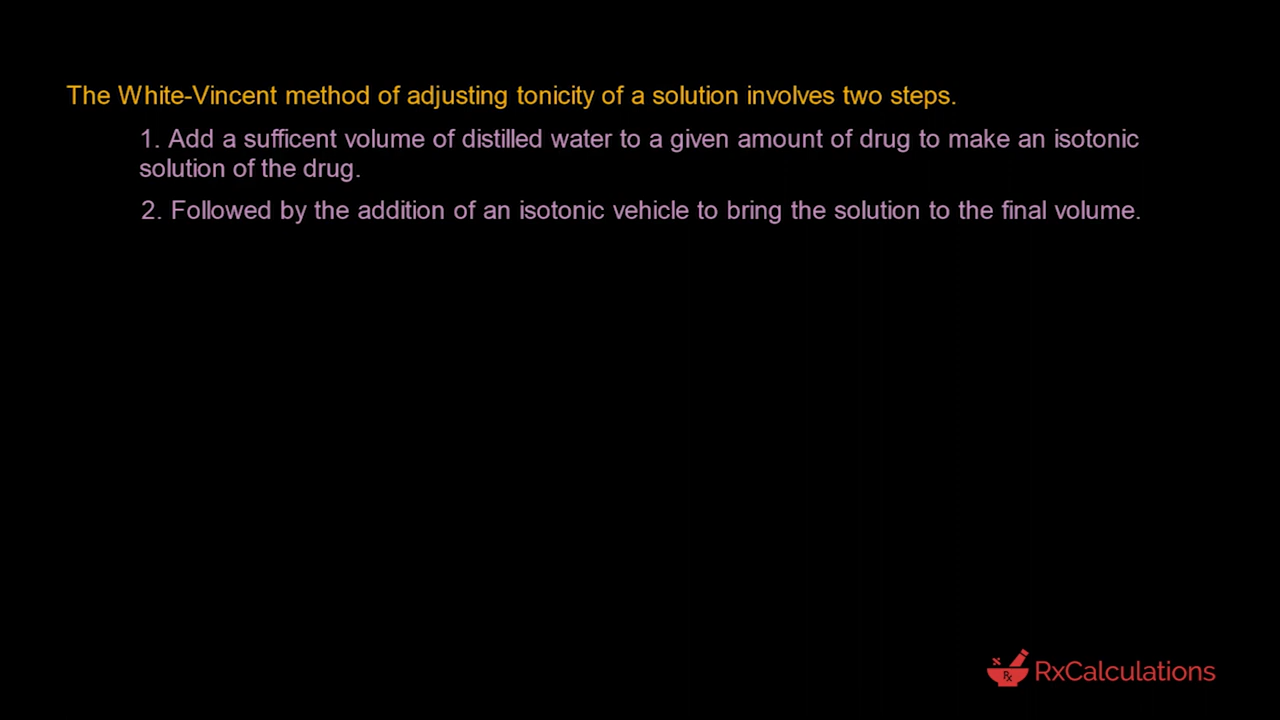 The White-Vincent method of adjusting tonicity of a solution involves two steps.
1. Add a sufficent volume of distilled water to a given amount of drug to make an isotonic
solution of the drug.
2. Followed by the addition of an isotonic vehicle to bring the solution to the final volume.
Rx
RxCalculations